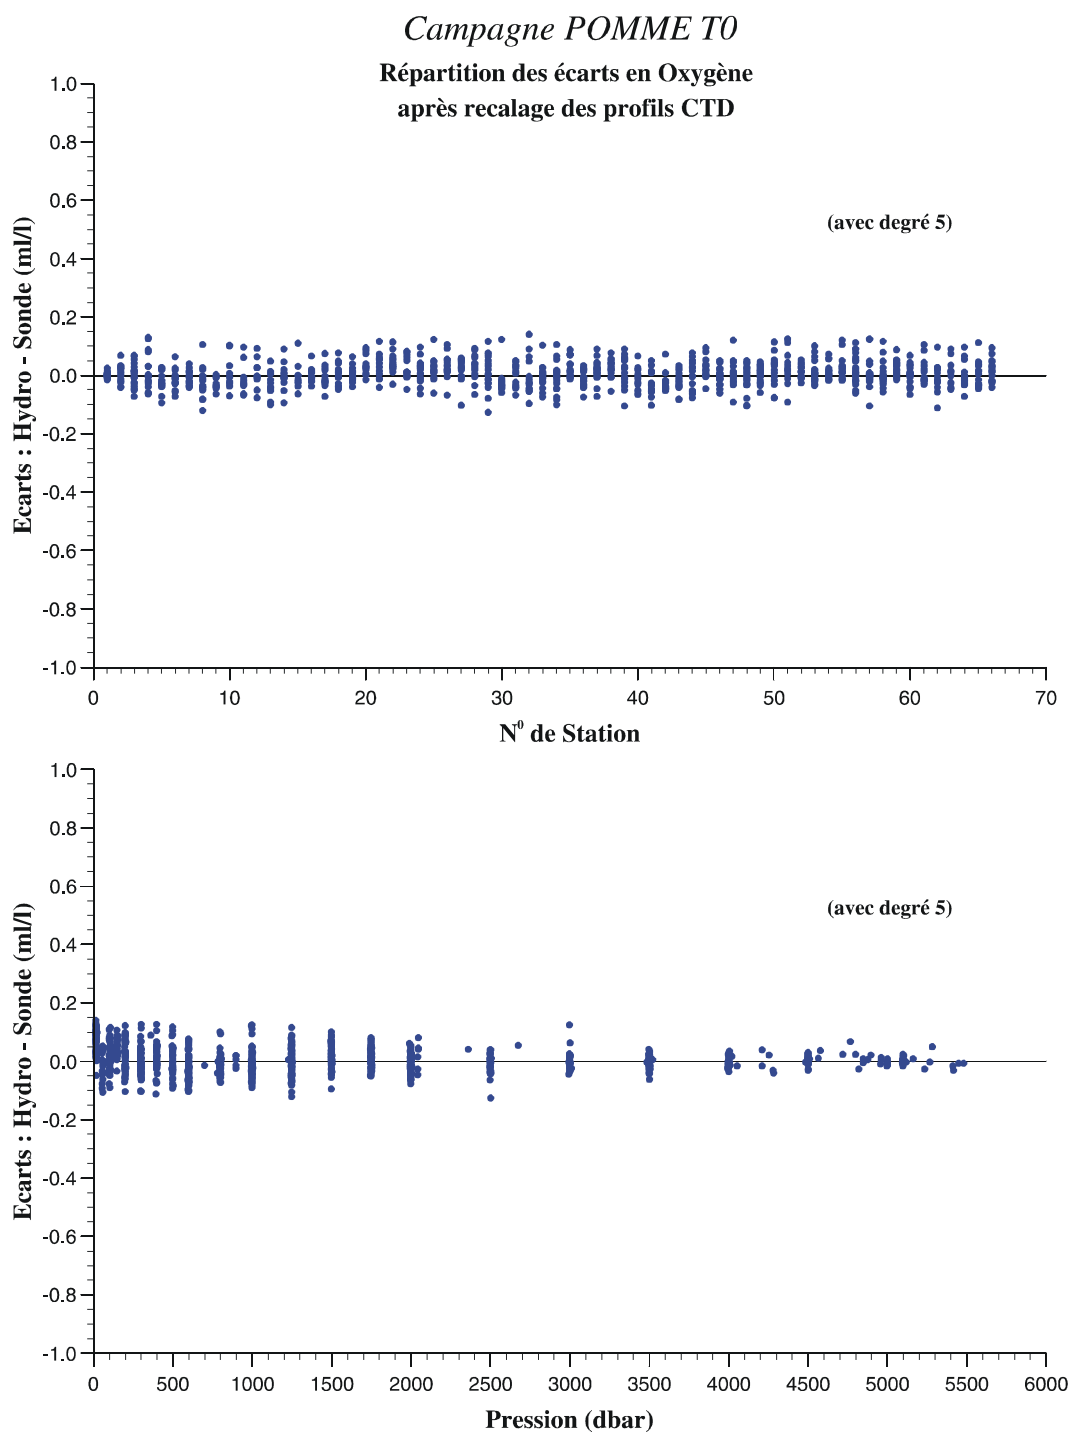 Campagne POMME T0
Répartition des écarts en Oxygène
après recalage des profils CTD
1.0
0.8
0.6
(avec degré 5)
0.4
0.2
0.0
-0.2
-0.4
-0.6
-0.8
-1.0
Ecarts : Hydro - Sonde (ml/l)
0 10 20 30 40 50 60 70
N⁰ de Station
1.0
0.8
0.6
(avec degré 5)
0.4
0.2
0.0
-0.2
-0.4
-0.6
-0.8
-1.0
Ecarts : Hydro - Sonde (ml/l)
0 500 1000 1500 2000 2500 3000 3500 4000 4500 5000 5500 6000
Pression (dbar)